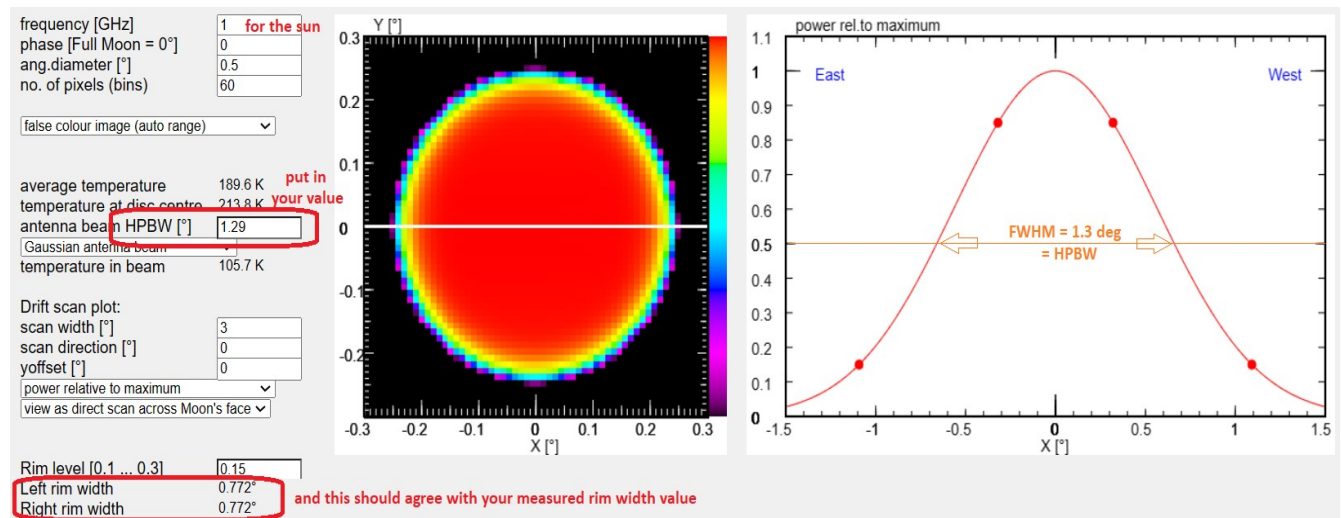 frequency [GHz] 1 for the sun
phase [Full Moon = 0°] 0
ang.diameter [°] 0.5
no. of pixels (bins) 60
false colour image (auto range)
average temperature 189.6 K put in
temperature at disc centre 213.8 K your value
antenna beam HPBW [°] 1.29
Gaussian antenna beam
temperature in beam 105.7 K
Drift scan plot:
scan width [°] 3
scan direction [°] 0
yoffset [°] 0
power relative to maximum
view as direct scan across Moon's face
Rim level [0.1 ... 0.3] 0.15
Left rim width 0.772°
Right rim width 0.772°
and this should agree with your measured rim width value
Y [°]
0.3
0.2
0.1
0
-0.1
-0.2
-0.3 -0.2 -0.1 0 0.1 0.2 0.3
X [°]
power rel.to maximum
1.1
1
0.9
0.8
0.7
0.6
0.5
0.4
0.3
0.2
0.1
0
East West
FWHM = 1.3 deg
= HPBW
-1.5 -1 -0.5 0 0.5 1 1.5
X [°]